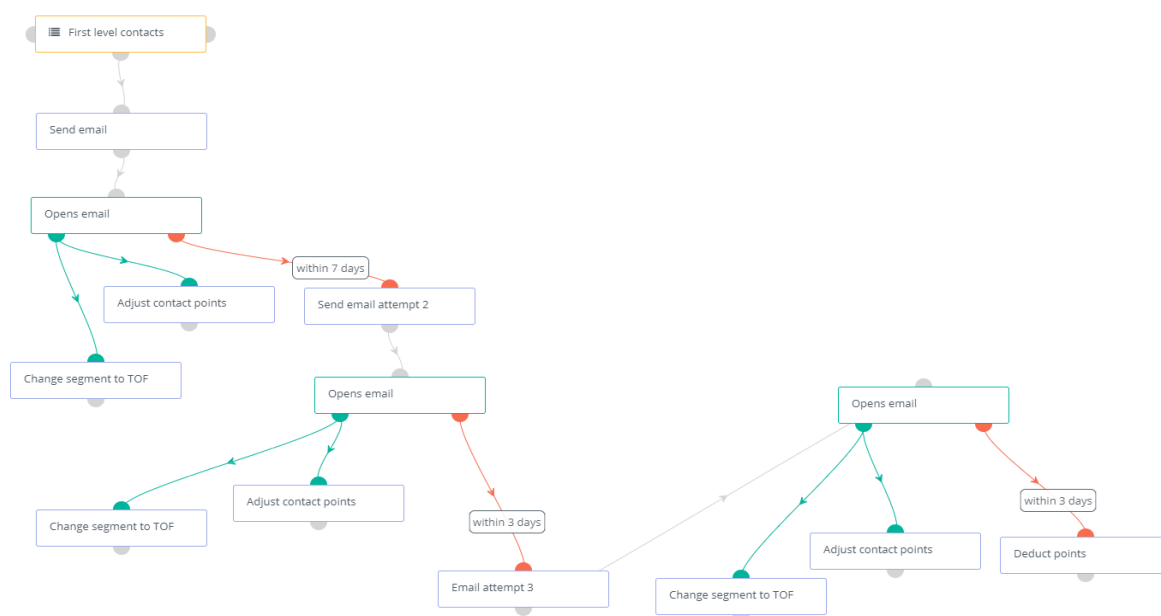 First level contacts
Send email
Opens email
within 7 days
Adjust contact points
Send email attempt 2
Change segment to TOF
Opens email
Opens email
Adjust contact points
within 3 days
within 3 days
Change segment to TOF
Adjust contact points
Deduct points
Email attempt 3
Change segment to TOF